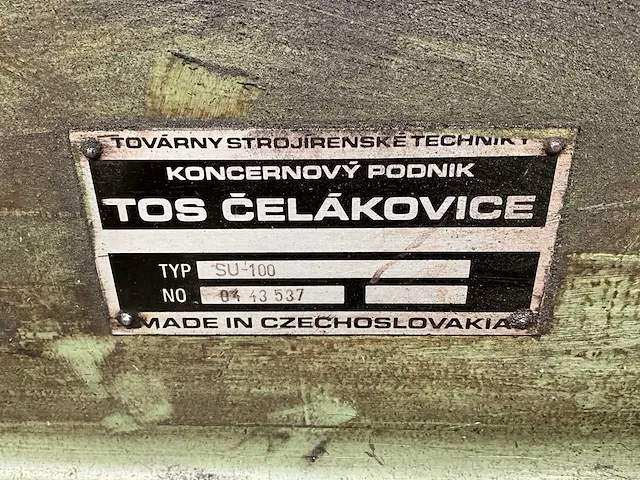 TOVÁRNY STROJÍRENSKÉ TECHNIKY
KONCERNOVÝ PODNIK
TOS ČELÁKOVICE
TYP SU-100
NO 04 43 537
MADE IN CZECHOSLOVAKIA